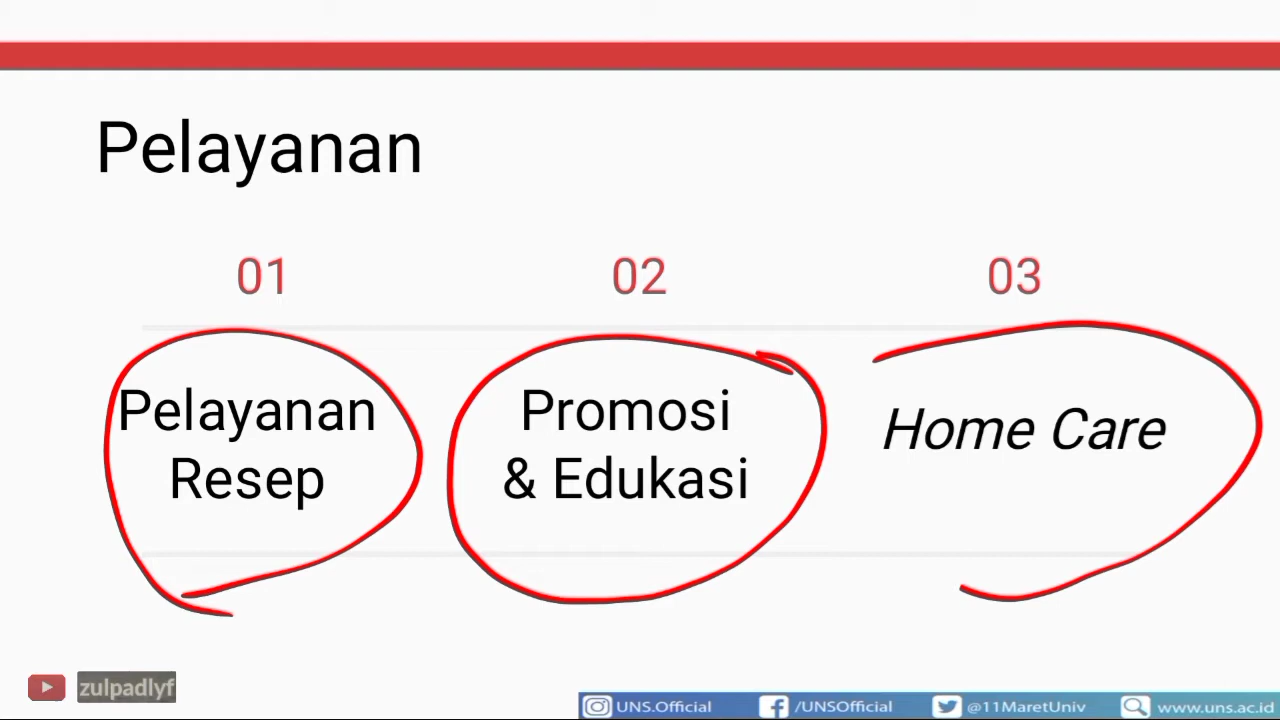 Pelayanan
01
02
03
Pelayanan
Resep
Promosi
& Edukasi
Home Care
zulpadlyf
UNS.Official
/UNSOfficial
@11MaretUniv
www.uns.ac.id